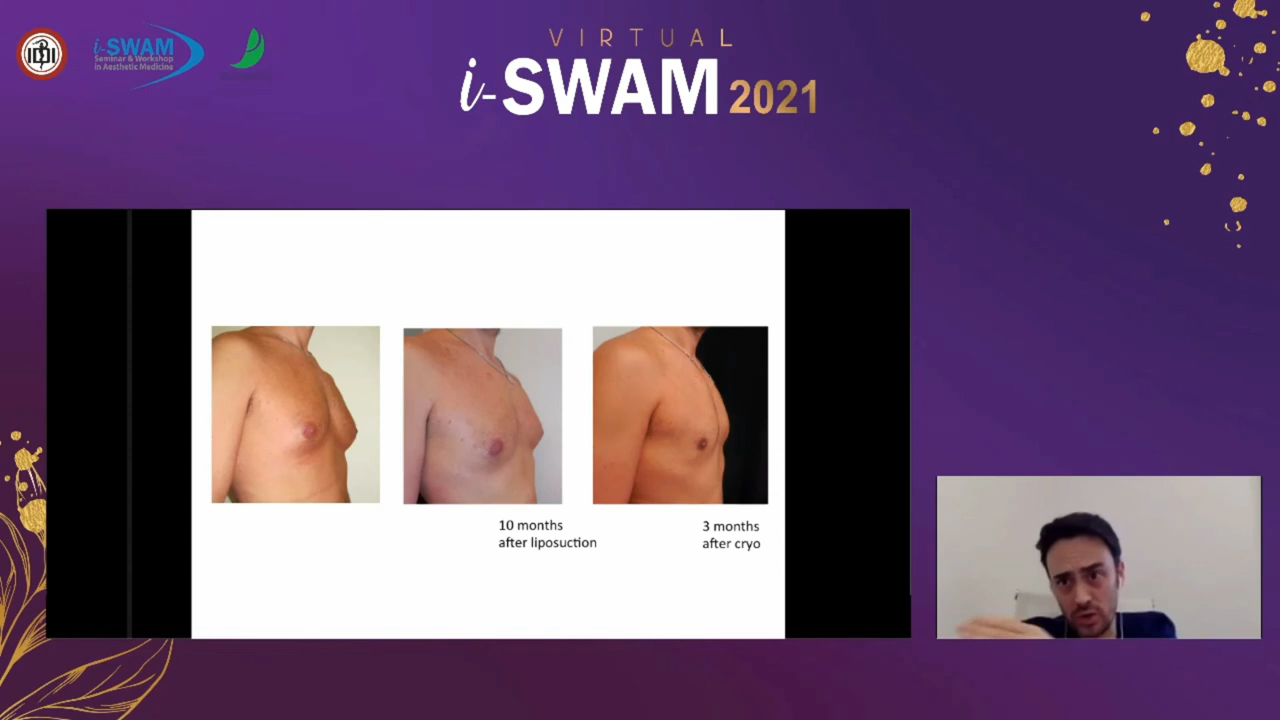 VIRTUAL
i-SWAM 2021
i-SWAM
Seminar & Workshop
in Aesthetic Medicine
10 months
after liposuction
3 months
after cryo